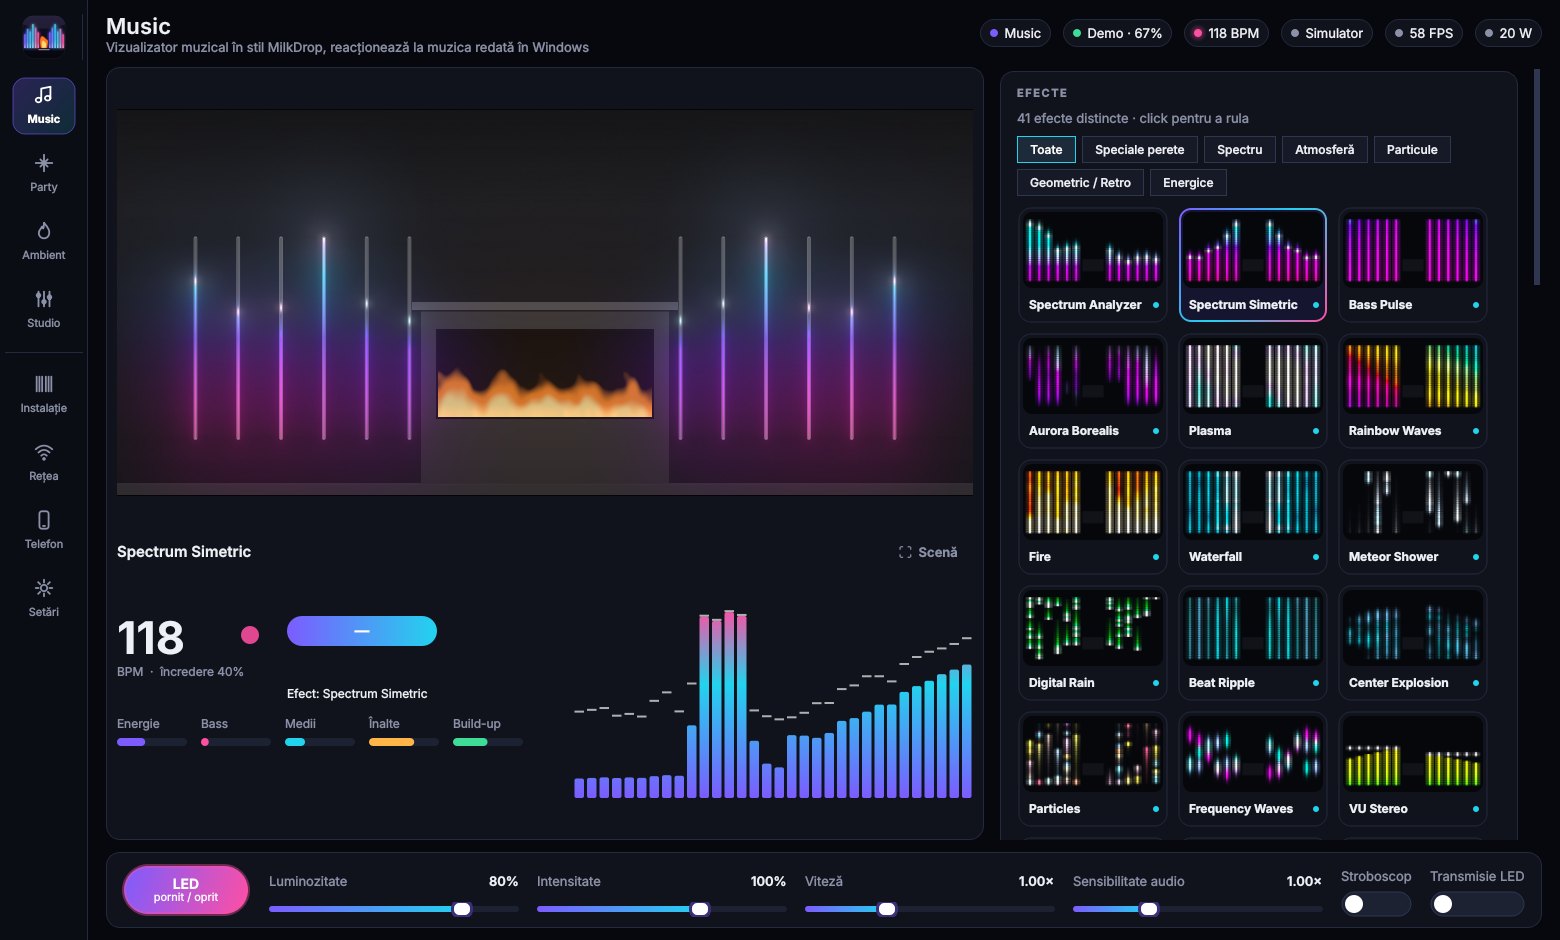 Music
Vizualizator muzical în stil MilkDrop, reacționează la muzica redată în Windows
Music
Demo · 67%
118 BPM
Simulator
58 FPS
20 W
Music
Party
Ambient
Studio
Instalație
Rețea
Telefon
Setări
Spectrum Simetric
Scenă
118
BPM · încredere 40%
—
Efect: Spectrum Simetric
Energie
Bass
Medii
Înalte
Build-up
EFECTE
41 efecte distincte · click pentru a rula
Toate
Speciale perete
Spectru
Atmosferă
Particule
Geometric / Retro
Energice
Spectrum Analyzer
Spectrum Simetric
Bass Pulse
Aurora Borealis
Plasma
Rainbow Waves
Fire
Waterfall
Meteor Shower
Digital Rain
Beat Ripple
Center Explosion
Particles
Frequency Waves
VU Stereo
LED
pornit / oprit
Luminozitate
80%
Intensitate
100%
Viteză
1.00×
Sensibilitate audio
1.00×
Stroboscop
Transmisie LED